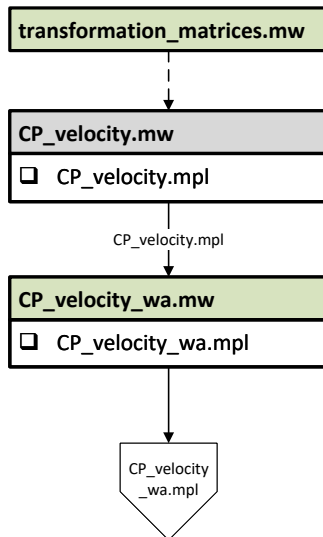 transformation_matrices.mw
CP_velocity.mw
CP_velocity.mpl
CP_velocity.mpl
CP_velocity_wa.mw
CP_velocity_wa.mpl
CP_velocity
_wa.mpl